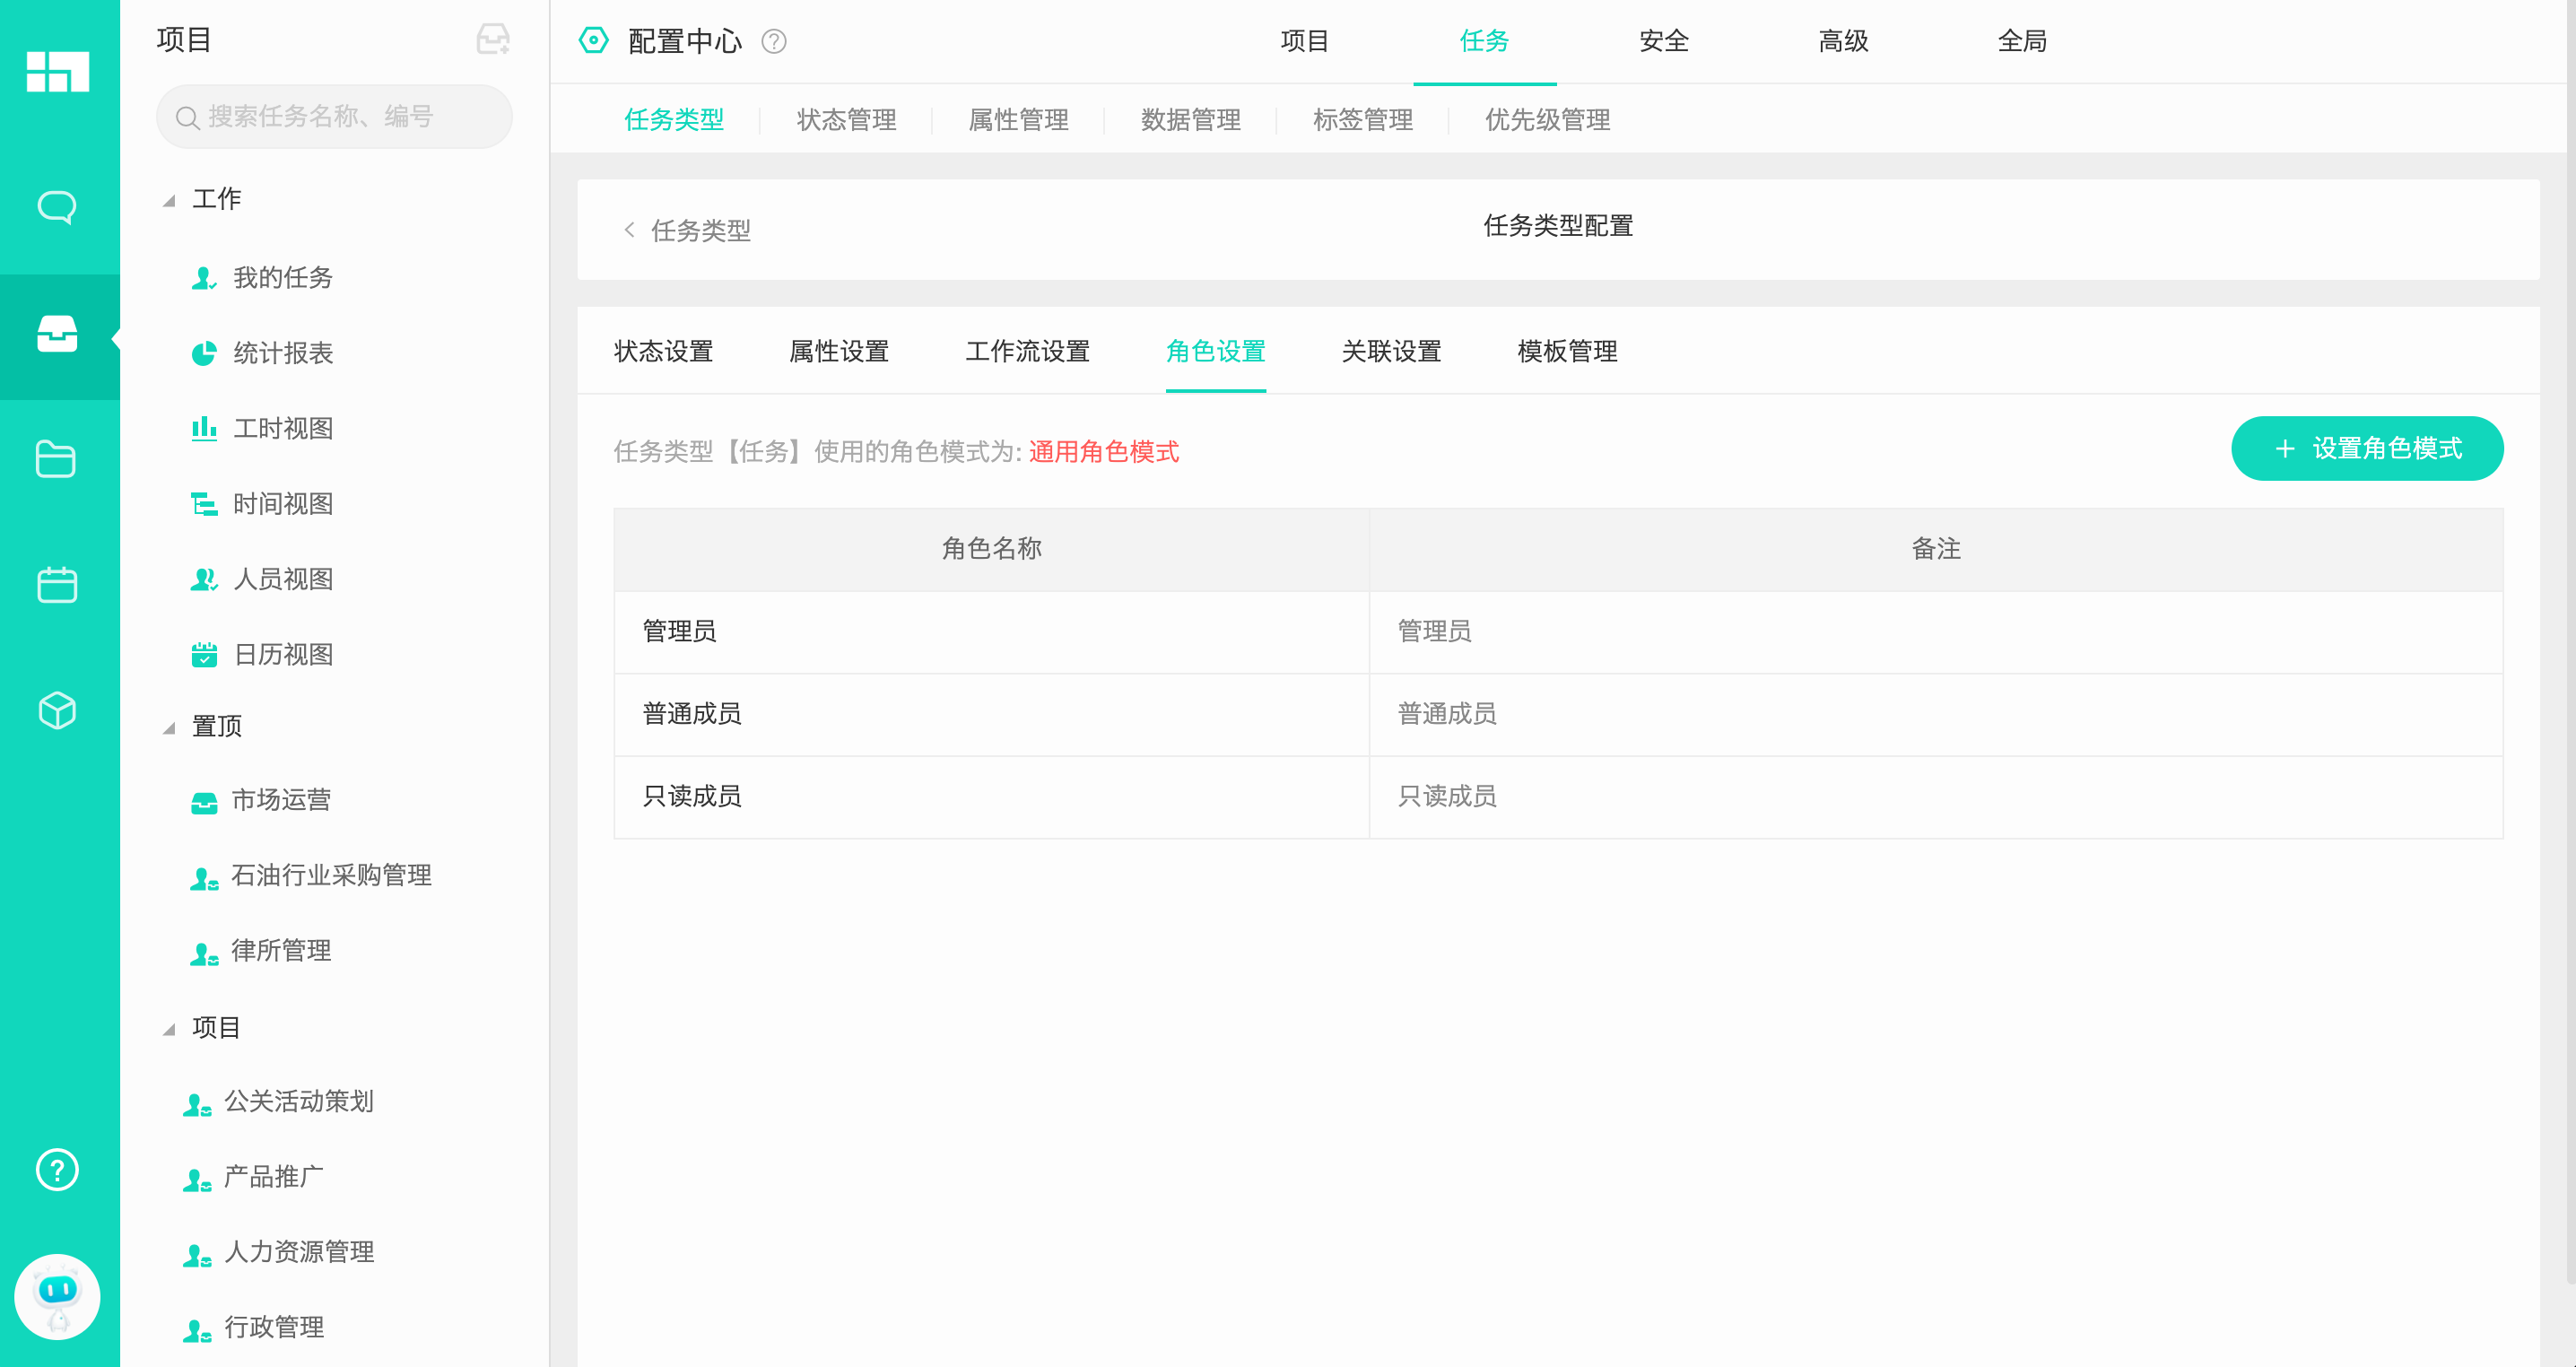 项目
搜索任务名称、编号
工作
我的任务
统计报表
工时视图
时间视图
人员视图
日历视图
置顶
市场运营
石油行业采购管理
律所管理
项目
公关活动策划
产品推广
人力资源管理
行政管理
配置中心
项目 任务 安全 高级 全局
任务类型 状态管理 属性管理 数据管理 标签管理 优先级管理
任务类型
任务类型配置
状态设置 属性设置 工作流设置 角色设置 关联设置 模板管理
任务类型【任务】使用的角色模式为: 通用角色模式
+ 设置角色模式
角色名称 备注
管理员 管理员
普通成员 普通成员
只读成员 只读成员